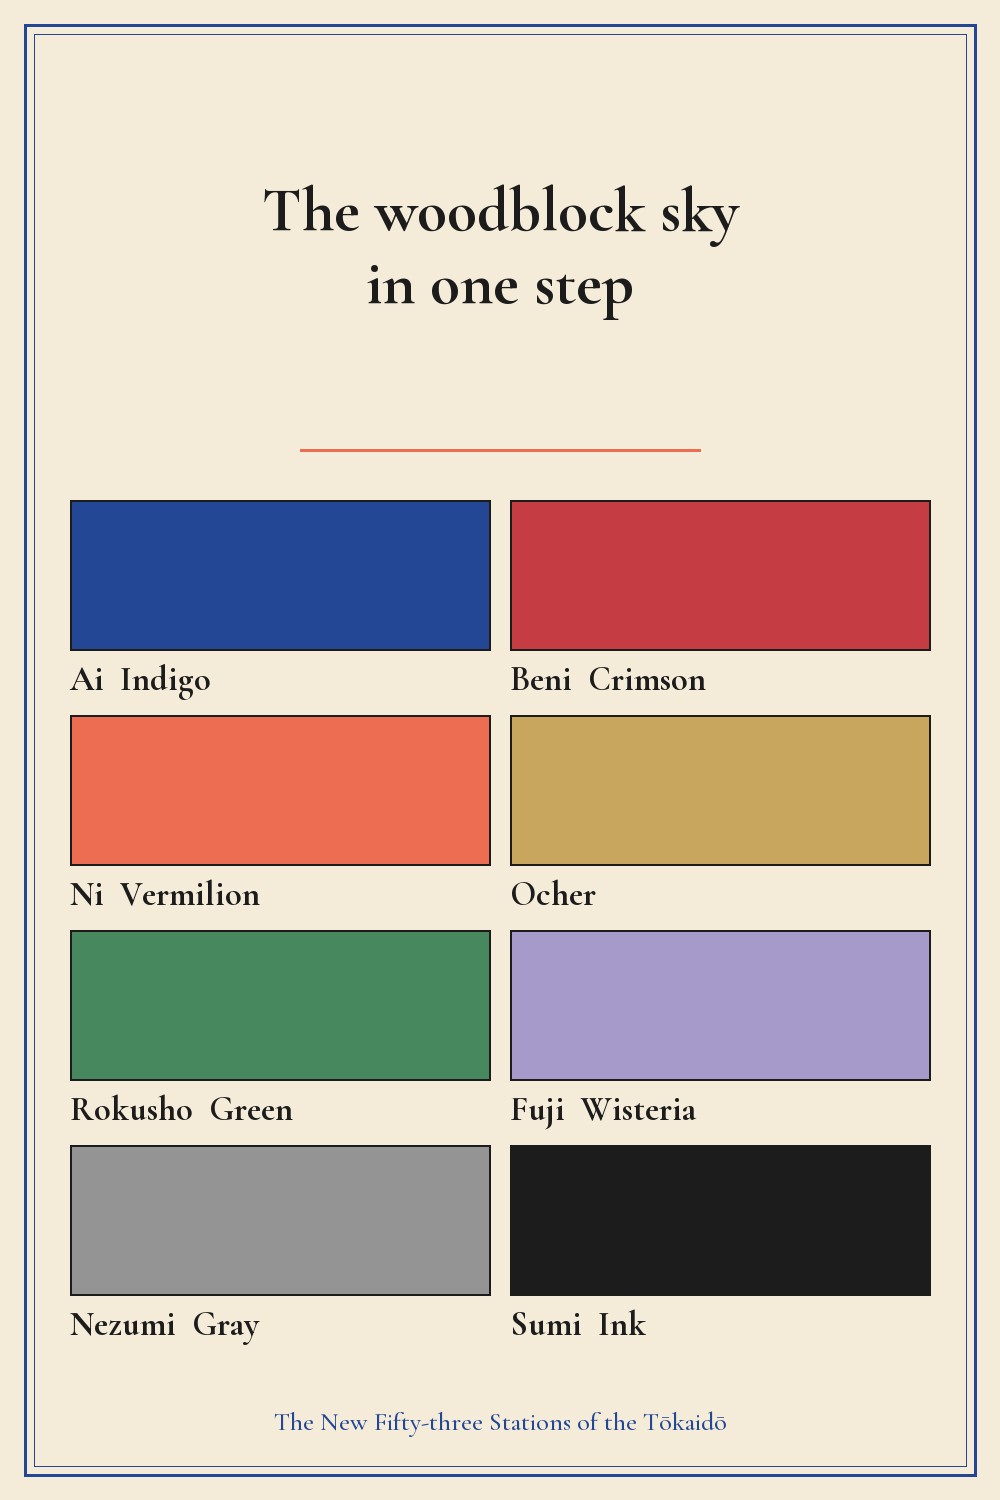 The woodblock sky
in one step
Ai Indigo
Beni Crimson
Ni Vermilion
Ocher
Rokusho Green
Fuji Wisteria
Nezumi Gray
Sumi Ink
The New Fifty-three Stations of the Tōkaidō